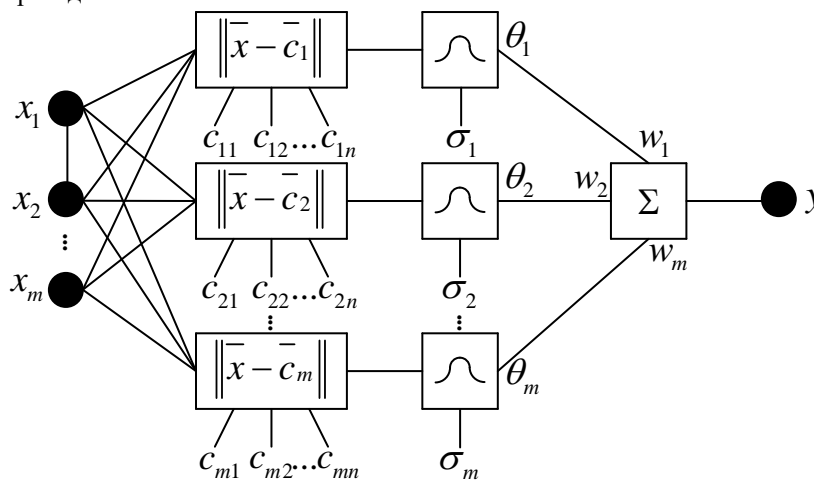 ‖x̄ − c̄₁‖
θ₁
x₁
c₁₁ c₁₂...c₁ₙ
σ₁
w₁
x₂
‖x̄ − c̄₂‖
θ₂
w₂
Σ
y
xₘ
c₂₁ c₂₂...c₂ₙ
σ₂
wₘ
‖x̄ − c̄ₘ‖
θₘ
cₘ₁ cₘ₂...cₘₙ
σₘ